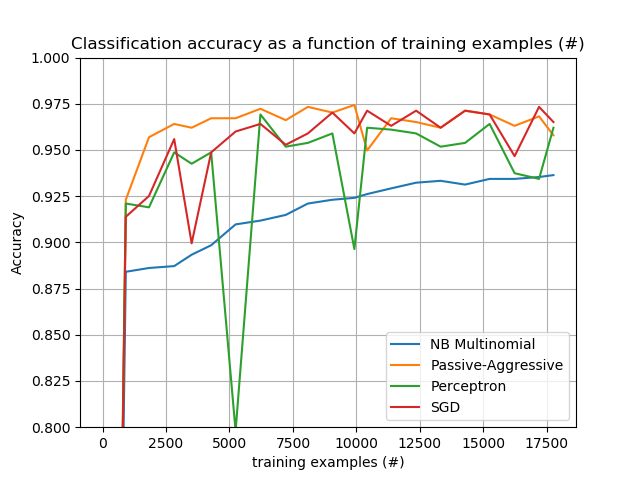 Classification accuracy as a function of training examples (#)
1.000
0.975
0.950
0.925
0.900
0.875
0.850
0.825
0.800
Accuracy
NB Multinomial
Passive-Aggressive
Perceptron
SGD
0 2500 5000 7500 10000 12500 15000 17500
training examples (#)